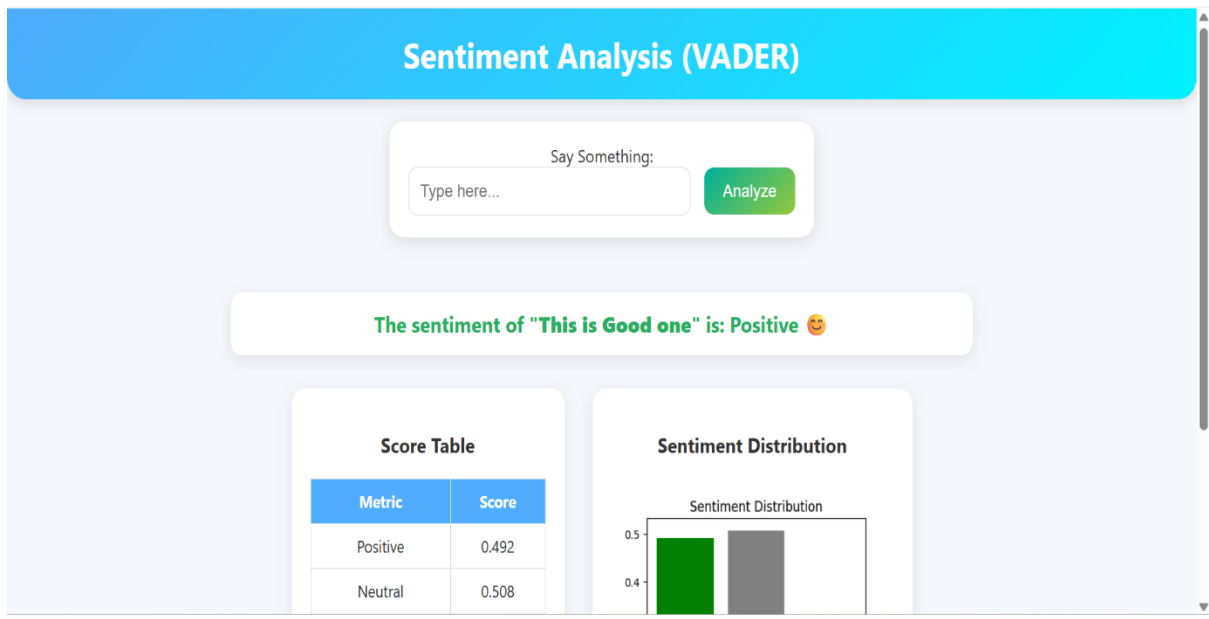 Sentiment Analysis (VADER)
Say Something:
Type here...
Analyze
The sentiment of "This is Good one" is: Positive 😊
Score Table
Metric Score
Positive 0.492
Neutral 0.508
Sentiment Distribution
Sentiment Distribution
0.5
0.4